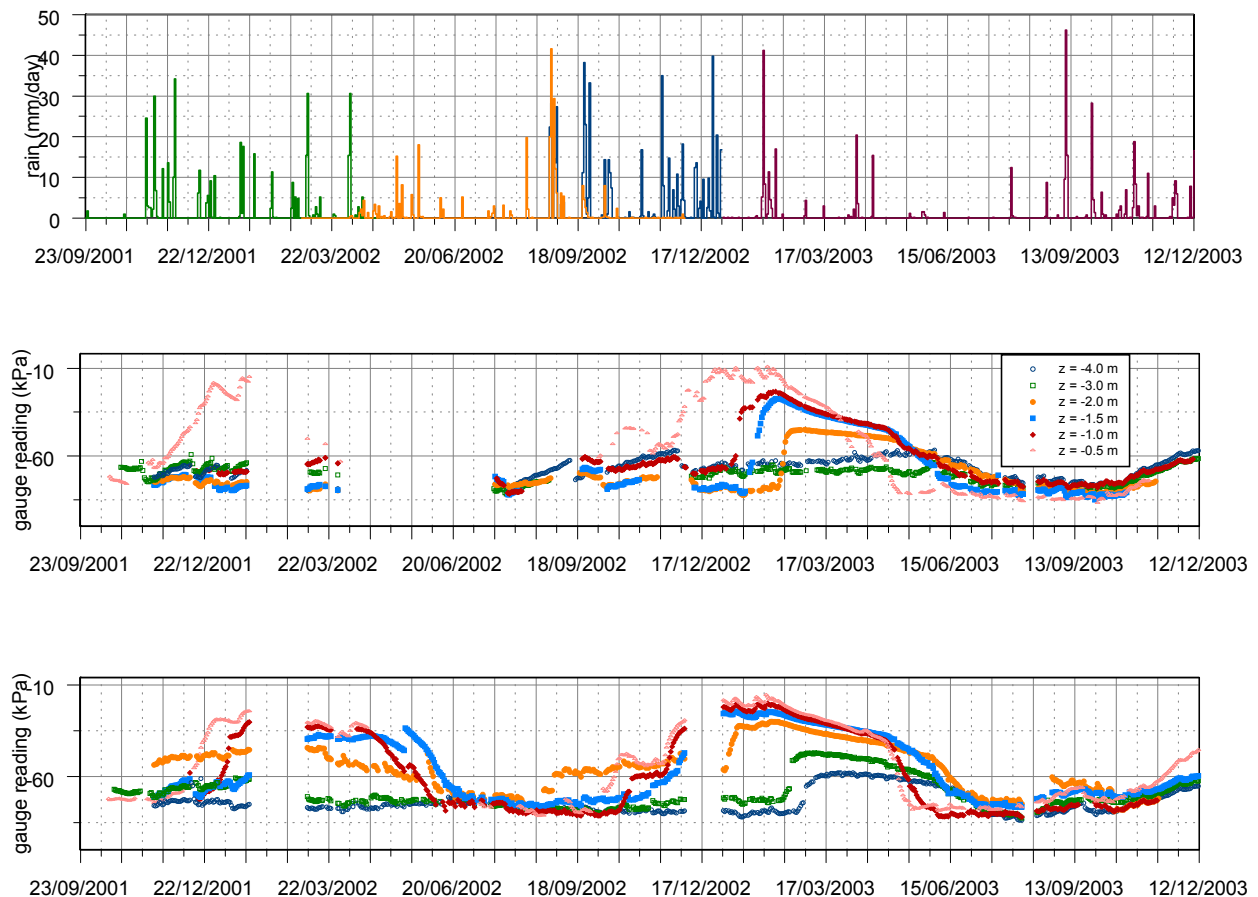 50
40
30
20
10
0
rain (mm/day)
23/09/2001 22/12/2001 22/03/2002 20/06/2002 18/09/2002 17/12/2002 17/03/2003 15/06/2003 13/09/2003 12/12/2003
-10
-60
gauge reading (kPa)
z = -4.0 m
z = -3.0 m
z = -2.0 m
z = -1.5 m
z = -1.0 m
z = -0.5 m
23/09/2001 22/12/2001 22/03/2002 20/06/2002 18/09/2002 17/12/2002 17/03/2003 15/06/2003 13/09/2003 12/12/2003
-10
-60
gauge reading (kPa)
23/09/2001 22/12/2001 22/03/2002 20/06/2002 18/09/2002 17/12/2002 17/03/2003 15/06/2003 13/09/2003 12/12/2003